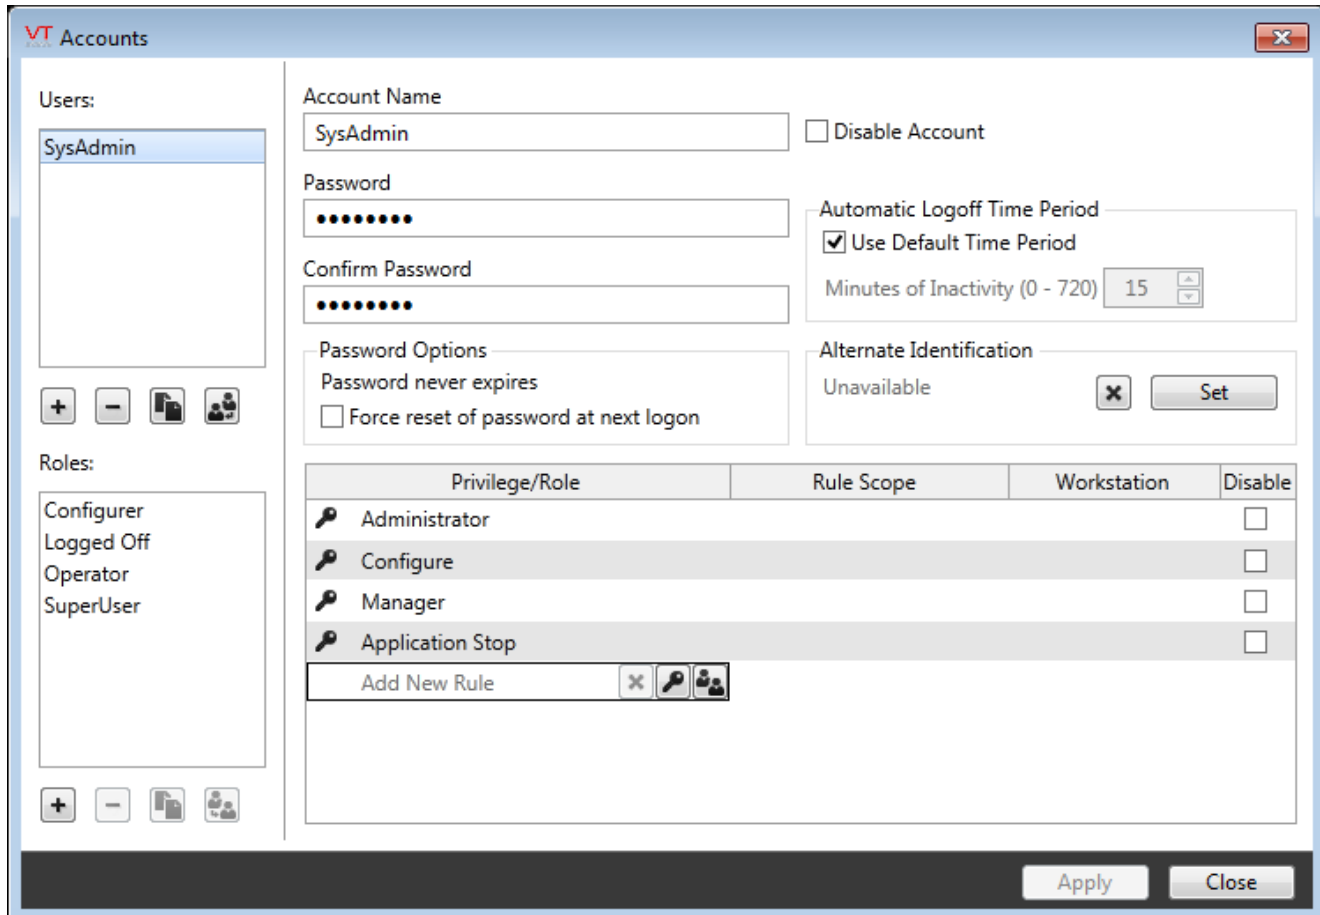 VT Accounts
Users:
SysAdmin
Roles:
Configurer
Logged Off
Operator
SuperUser
Account Name
SysAdmin
Disable Account
Password
••••••••
Confirm Password
••••••••
Automatic Logoff Time Period
Use Default Time Period
Minutes of Inactivity (0 - 720) 15
Password Options
Password never expires
Force reset of password at next logon
Alternate Identification
Unavailable
Set
Privilege/Role Rule Scope Workstation Disable
Administrator
Configure
Manager
Application Stop
Add New Rule
Apply Close